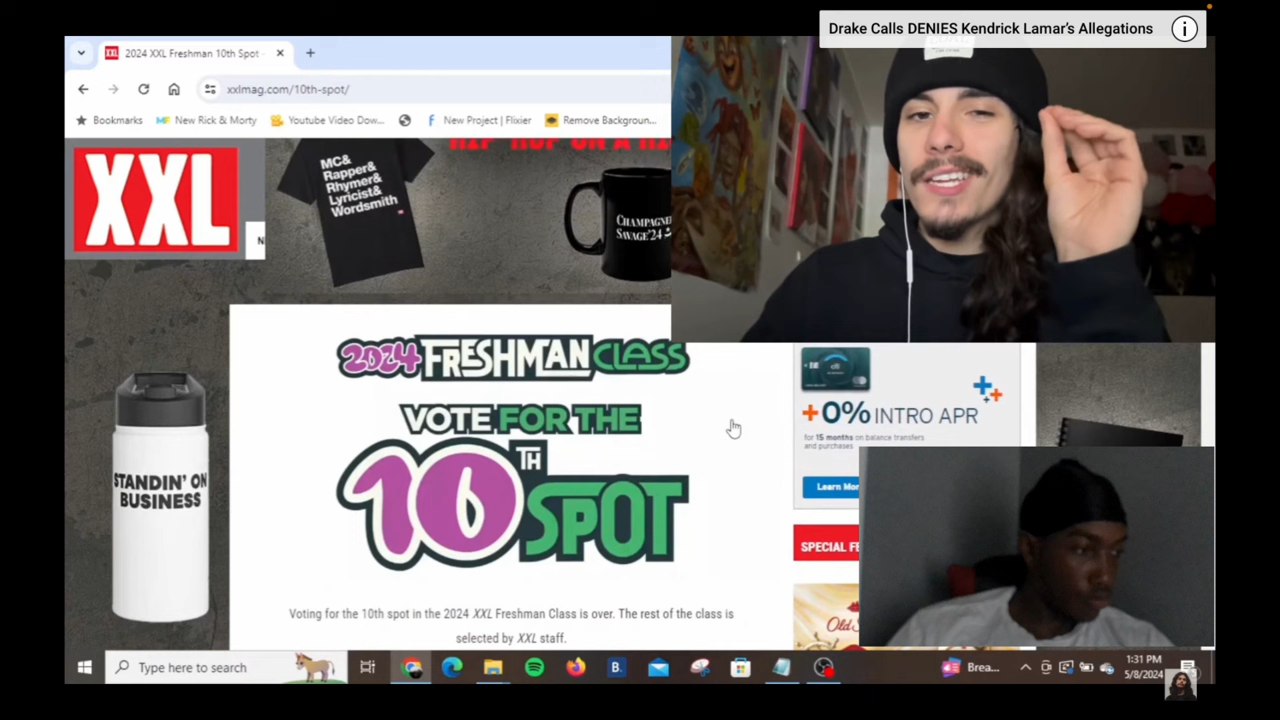 Drake Calls DENIES Kendrick Lamar's Allegations
XXL 2024 XXL Freshman 10th Spot
xxlmag.com/10th-spot/
Bookmarks MF New Rick & Morty Youtube Video Dow... f New Project | Flixier Remove Backgroun...
XXL
MC&
Rapper&
Rhymer&
Lyricist&
Wordsmith
CHAMPAGNE
SAVAGE'24
N
2024 FRESHMAN CLASS
VOTE FOR THE
10TH SPOT
STANDIN' ON
BUSINESS
Voting for the 10th spot in the 2024 XXL Freshman Class is over. The rest of the class is
selected by XXL staff.
citi
+0% INTRO APR
for 15 months on balance transfers
and purchases
Learn Mor
SPECIAL FE
Old S
Type here to search
B.
Brea...
1:31 PM
5/8/2024